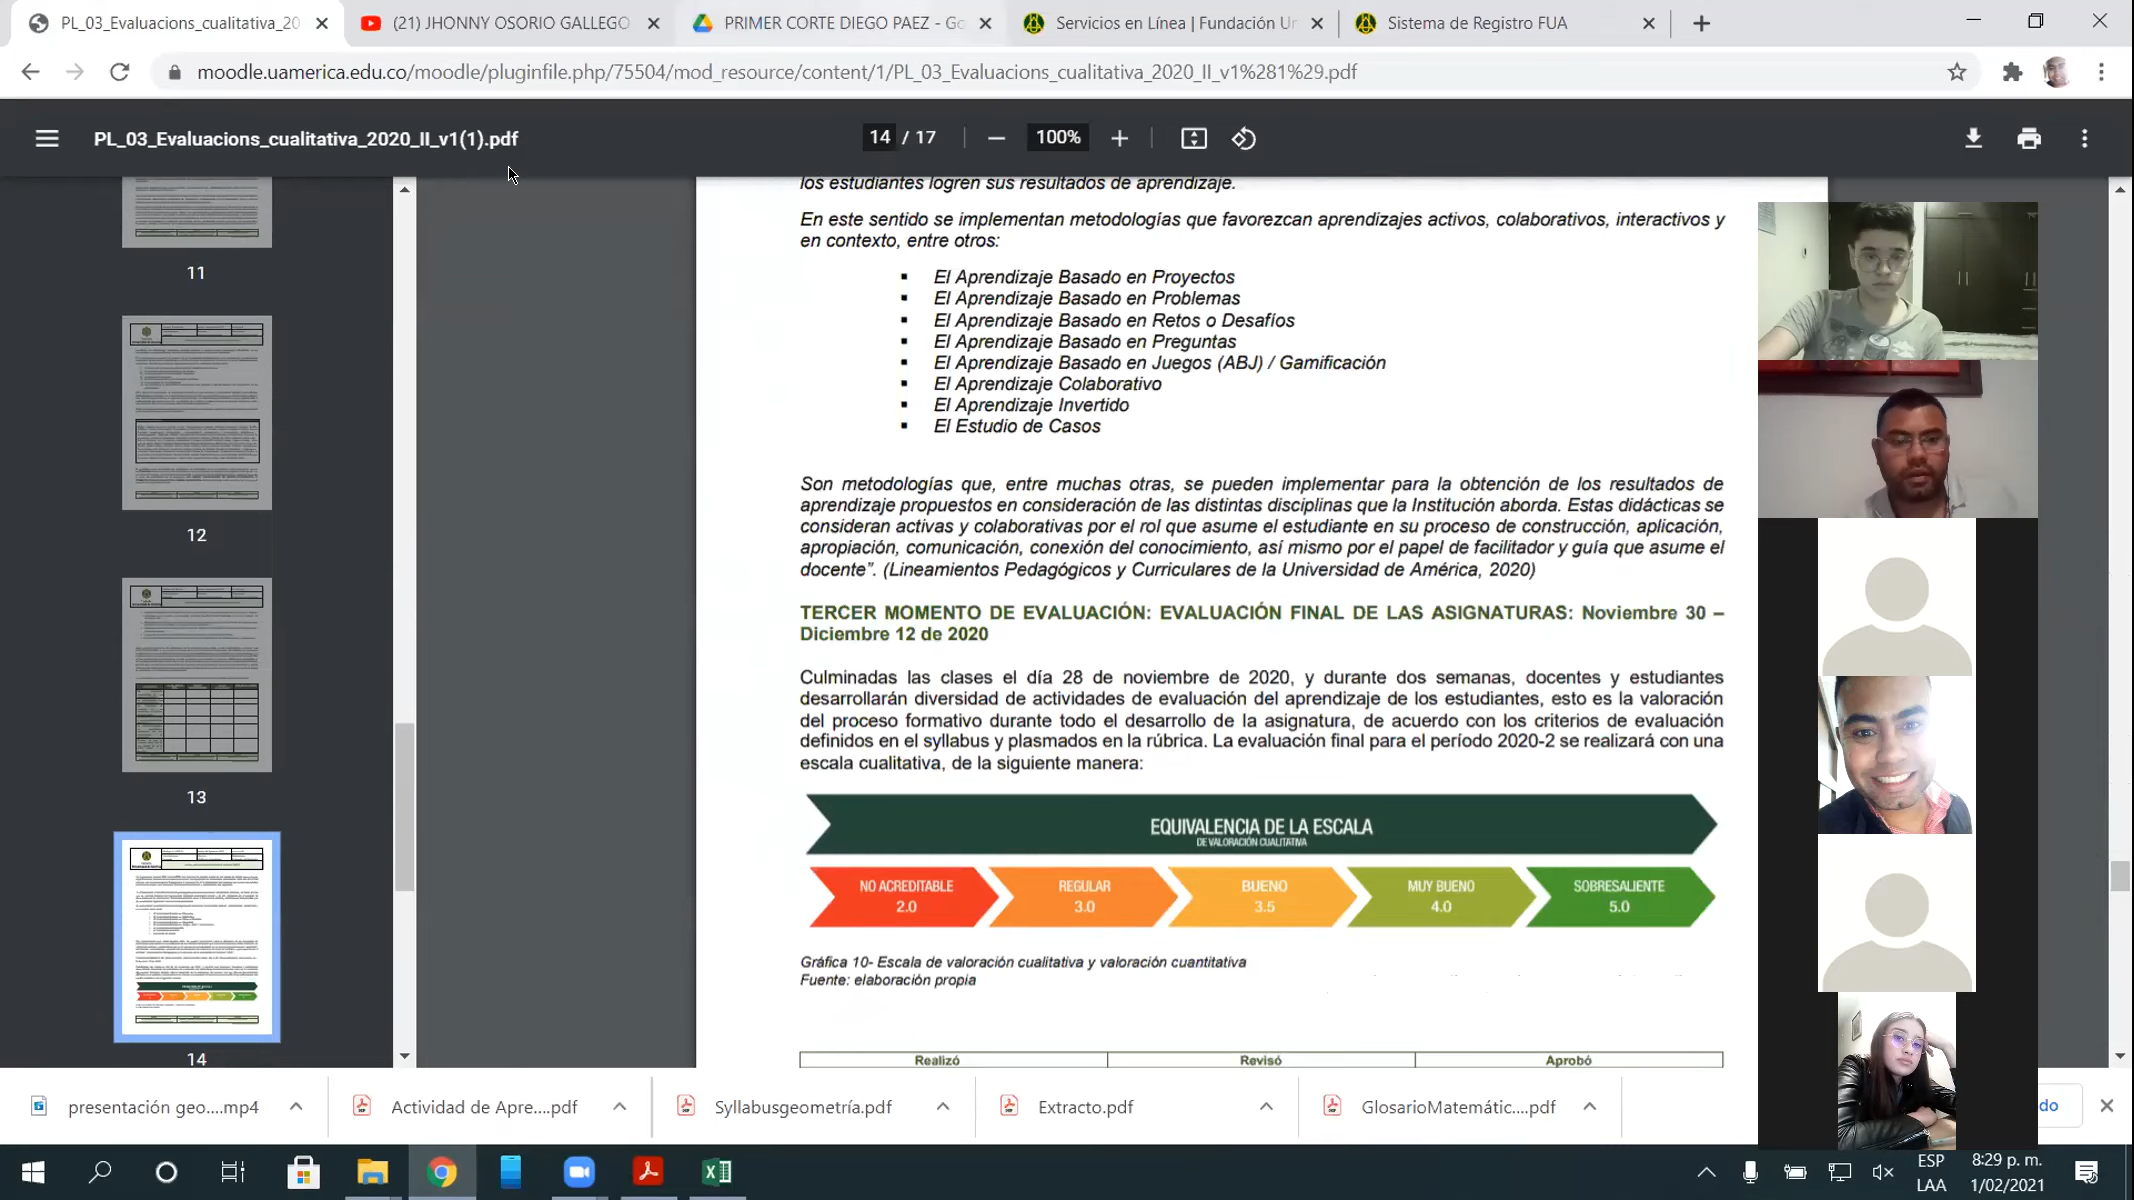 PL_03_Evaluacions_cualitativa_20
(21) JHONNY OSORIO GALLEGO
PRIMER CORTE DIEGO PAEZ - Go
Servicios en Línea | Fundación Un
Sistema de Registro FUA
moodle.uamerica.edu.co/moodle/pluginfile.php/75504/mod_resource/content/1/PL_03_Evaluacions_cualitativa_2020_II_v1%281%29.pdf
PL_03_Evaluacions_cualitativa_2020_II_v1(1).pdf
14 / 17
100%
11
12
13
14
los estudiantes logren sus resultados de aprendizaje.
En este sentido se implementan metodologías que favorezcan aprendizajes activos, colaborativos, interactivos y
en contexto, entre otros:
▪ El Aprendizaje Basado en Proyectos
▪ El Aprendizaje Basado en Problemas
▪ El Aprendizaje Basado en Retos o Desafíos
▪ El Aprendizaje Basado en Preguntas
▪ El Aprendizaje Basado en Juegos (ABJ) / Gamificación
▪ El Aprendizaje Colaborativo
▪ El Aprendizaje Invertido
▪ El Estudio de Casos
Son metodologías que, entre muchas otras, se pueden implementar para la obtención de los resultados de
aprendizaje propuestos en consideración de las distintas disciplinas que la Institución aborda. Estas didácticas se
consideran activas y colaborativas por el rol que asume el estudiante en su proceso de construcción, aplicación,
apropiación, comunicación, conexión del conocimiento, así mismo por el papel de facilitador y guía que asume el
docente”. (Lineamientos Pedagógicos y Curriculares de la Universidad de América, 2020)
TERCER MOMENTO DE EVALUACIÓN: EVALUACIÓN FINAL DE LAS ASIGNATURAS: Noviembre 30 –
Diciembre 12 de 2020
Culminadas las clases el día 28 de noviembre de 2020, y durante dos semanas, docentes y estudiantes
desarrollarán diversidad de actividades de evaluación del aprendizaje de los estudiantes, esto es la valoración
del proceso formativo durante todo el desarrollo de la asignatura, de acuerdo con los criterios de evaluación
definidos en el syllabus y plasmados en la rúbrica. La evaluación final para el período 2020-2 se realizará con una
escala cualitativa, de la siguiente manera:
EQUIVALENCIA DE LA ESCALA
DE VALORACIÓN CUALITATIVA
NO ACREDITABLE
2.0
REGULAR
3.0
BUENO
3.5
MUY BUENO
4.0
SOBRESALIENTE
5.0
Gráfica 10- Escala de valoración cualitativa y valoración cuantitativa
Fuente: elaboración propia
Realizó
Revisó
Aprobó
presentación geo....mp4
Actividad de Apre....pdf
Syllabusgeometría.pdf
Extracto.pdf
GlosarioMatemátic....pdf
do
ESP
LAA
8:29 p. m.
1/02/2021